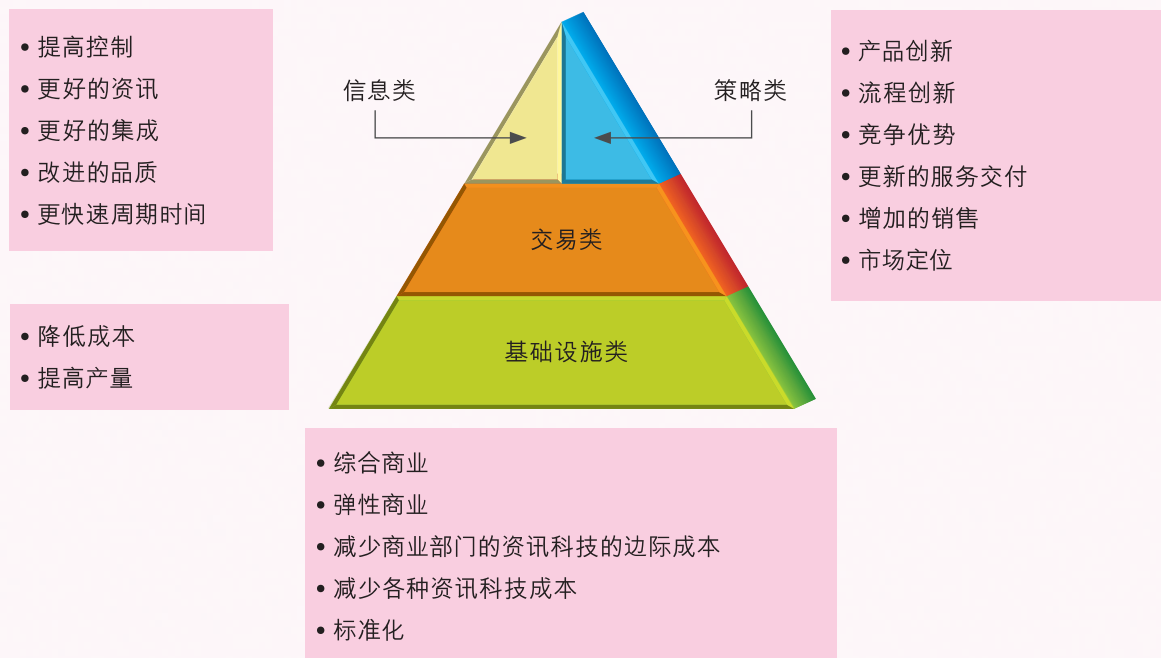 • 提高控制
• 更好的资讯
• 更好的集成
• 改进的品质
• 更快速周期时间
信息类
策略类
• 产品创新
• 流程创新
• 竞争优势
• 更新的服务交付
• 增加的销售
• 市场定位
交易类
• 降低成本
• 提高产量
基础设施类
• 综合商业
• 弹性商业
• 减少商业部门的资讯科技的边际成本
• 减少各种资讯科技成本
• 标准化